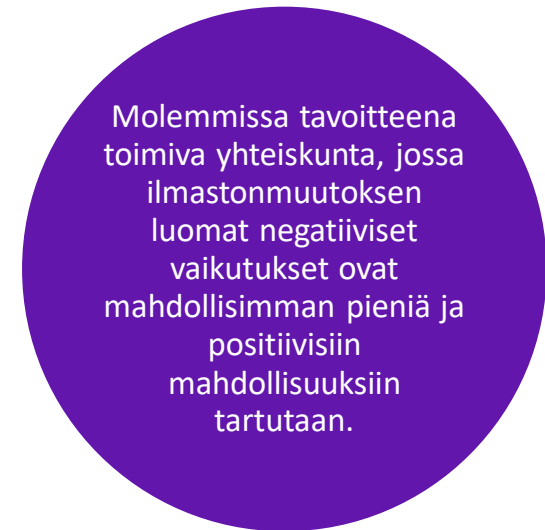 Molemmissa tavoitteena
toimiva yhteiskunta, jossa
ilmastonmuutoksen
luomat negatiiviset
vaikutukset ovat
mahdollisimman pieniä ja
positiivisiin
mahdollisuuksiin
tartutaan.